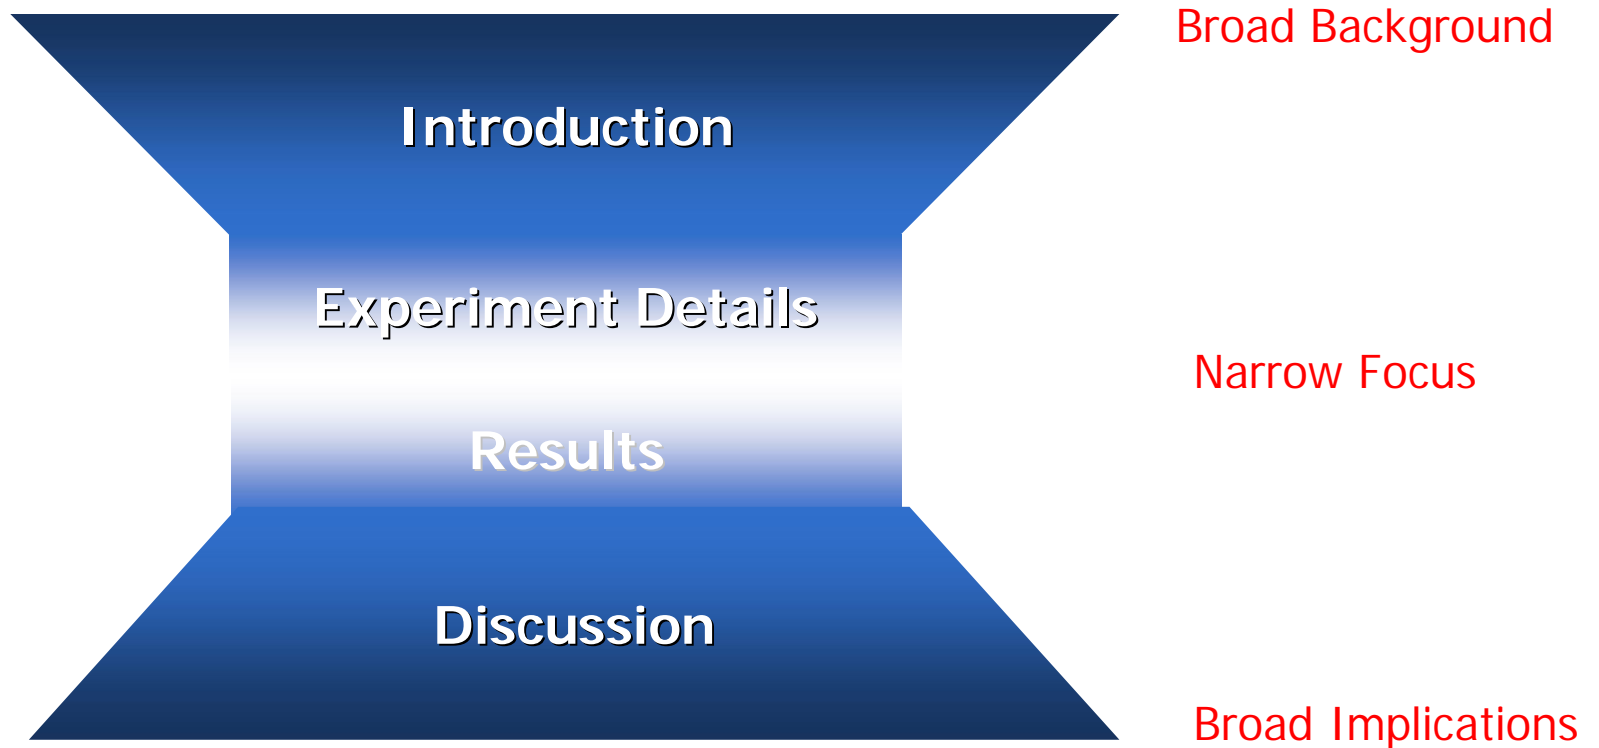 Broad Background
Introduction
Experiment Details
Narrow Focus
Results
Discussion
Broad Implications